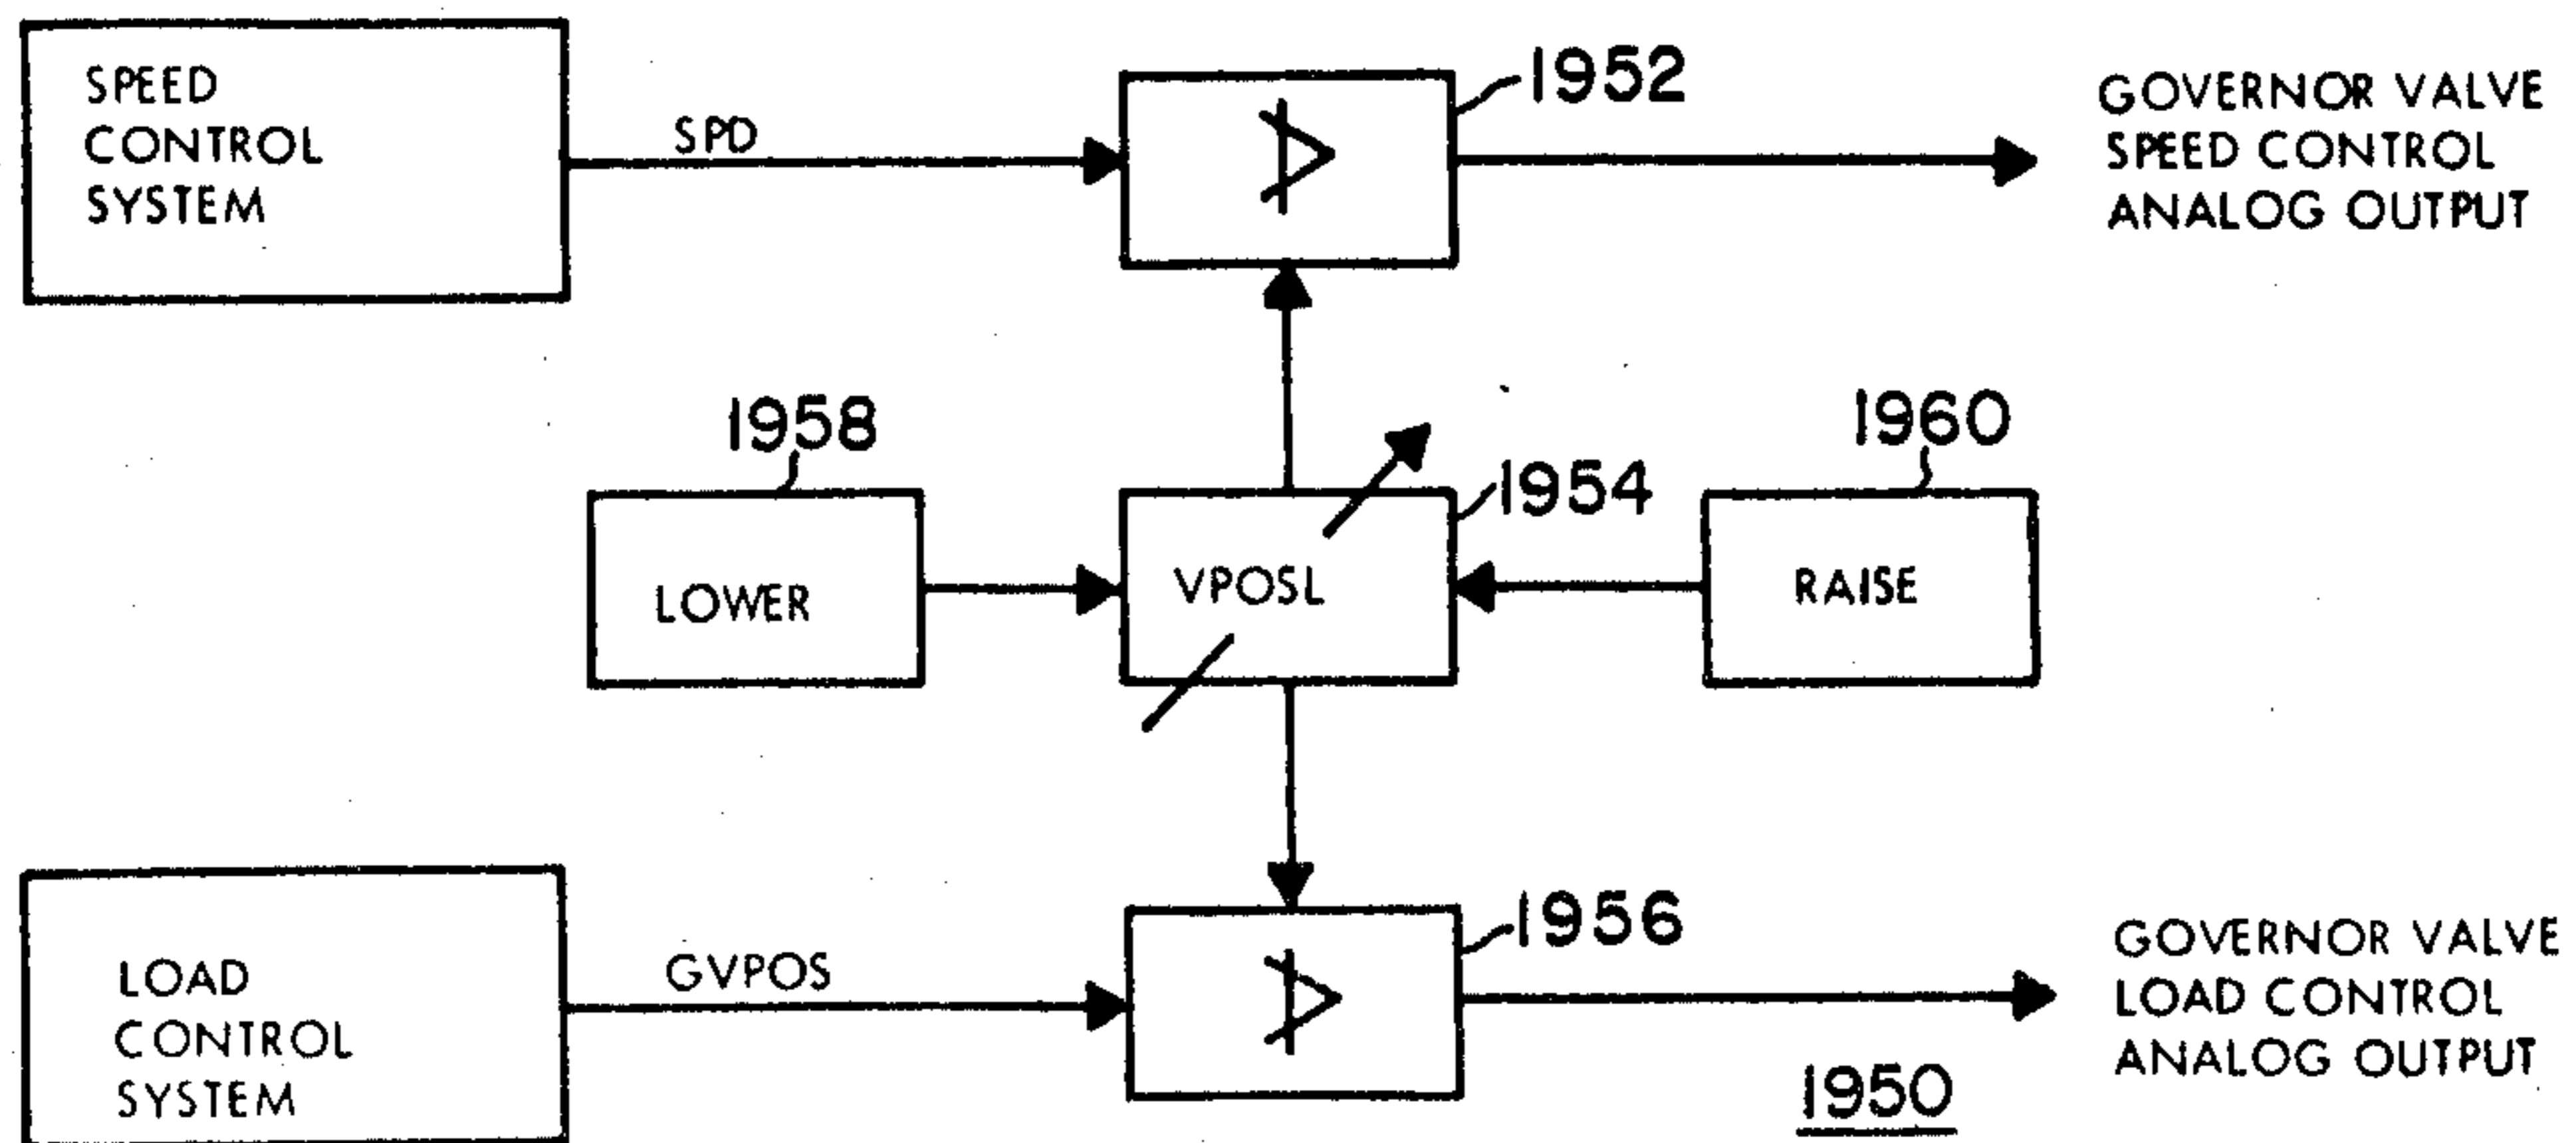 SPEED
CONTROL
SYSTEM
SPD
1952
GOVERNOR VALVE
SPEED CONTROL
ANALOG OUTPUT
1958
LOWER
VPOSL
1954
1960
RAISE
LOAD
CONTROL
SYSTEM
GVPOS
1956
GOVERNOR VALVE
LOAD CONTROL
ANALOG OUTPUT
1950